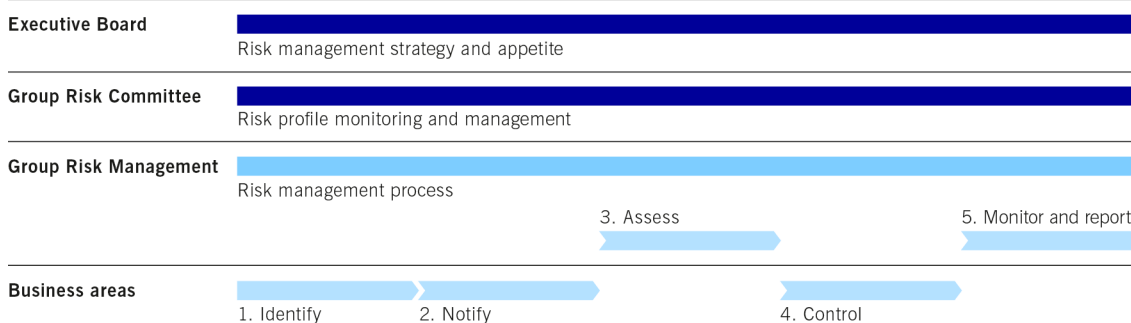 Executive Board
Risk management strategy and appetite
Group Risk Committee
Risk profile monitoring and management
Group Risk Management
Risk management process
3. Assess
5. Monitor and report
Business areas
1. Identify
2. Notify
4. Control